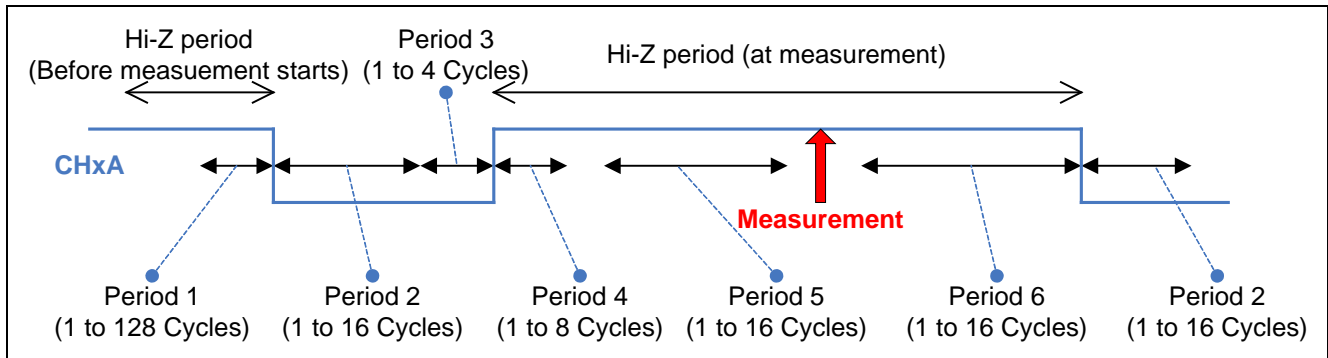 Hi-Z period
(Before measuement starts)
Period 3
(1 to 4 Cycles)
Hi-Z period (at measurement)
CHxA
Measurement
Period 1
(1 to 128 Cycles)
Period 2
(1 to 16 Cycles)
Period 4
(1 to 8 Cycles)
Period 5
(1 to 16 Cycles)
Period 6
(1 to 16 Cycles)
Period 2
(1 to 16 Cycles)